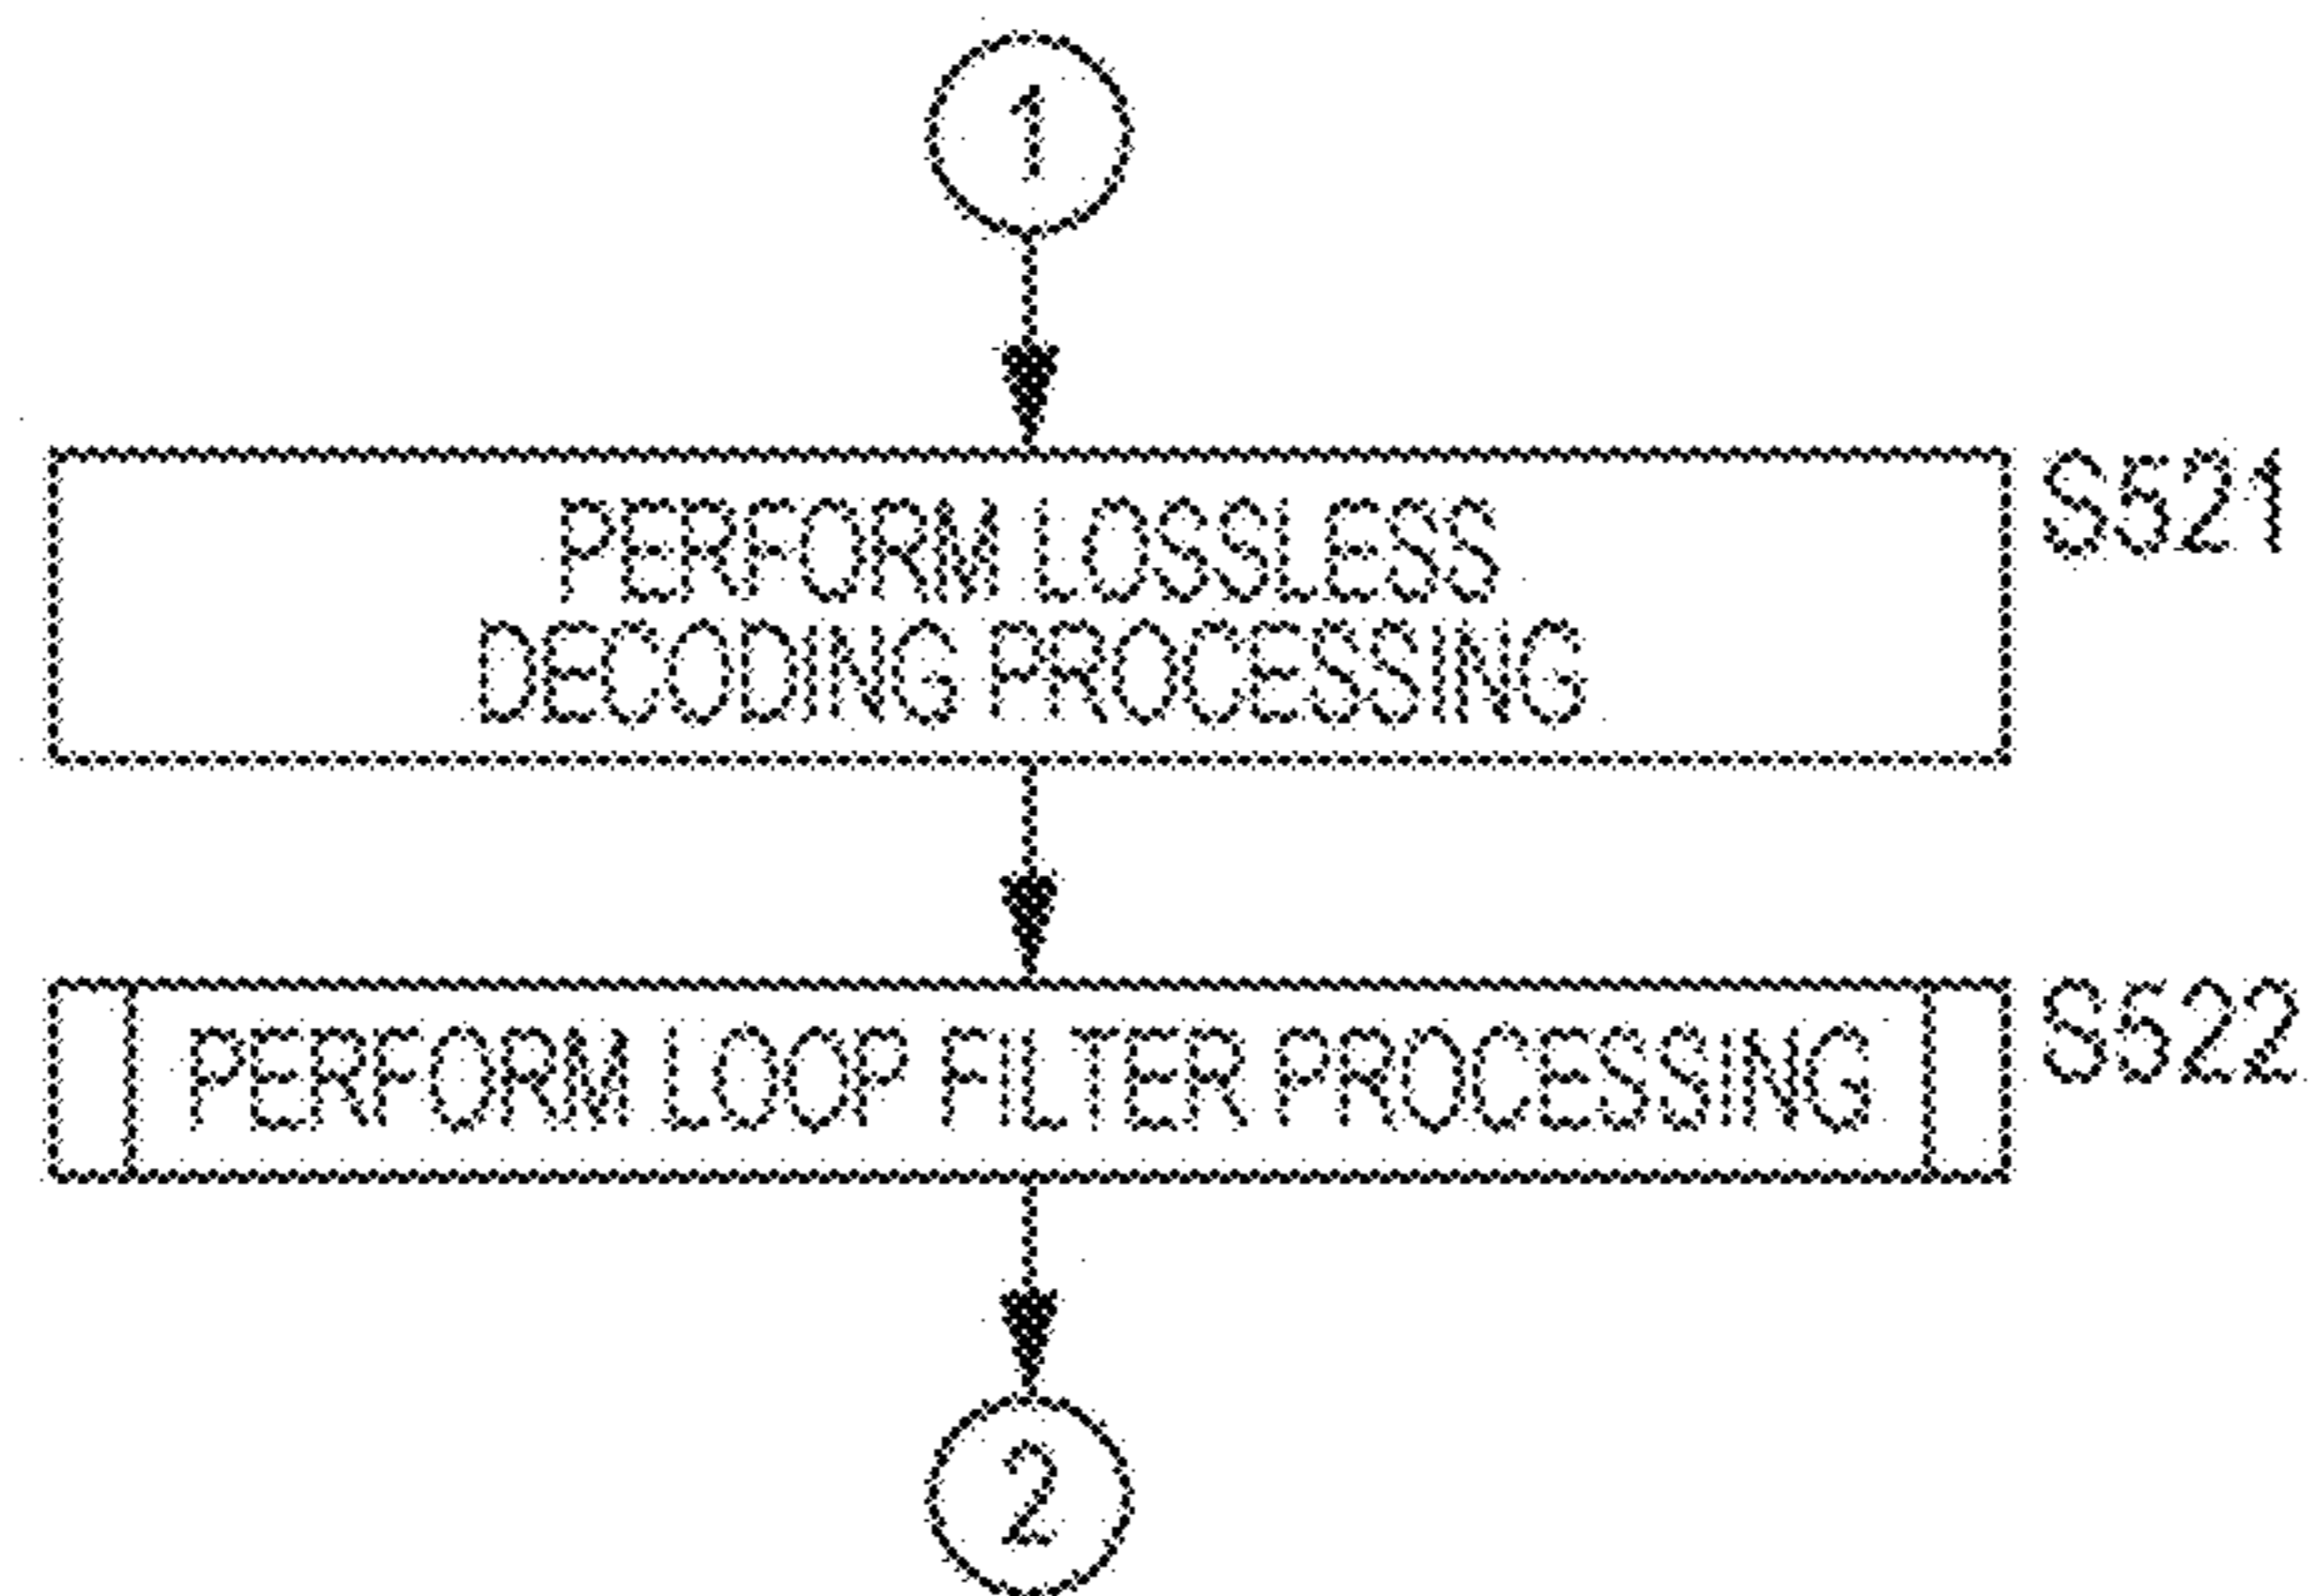 1
PERFORM LOSSLESS
DECODING PROCESSING
S521
PERFORM LOOP FILTER PROCESSING
S522
2